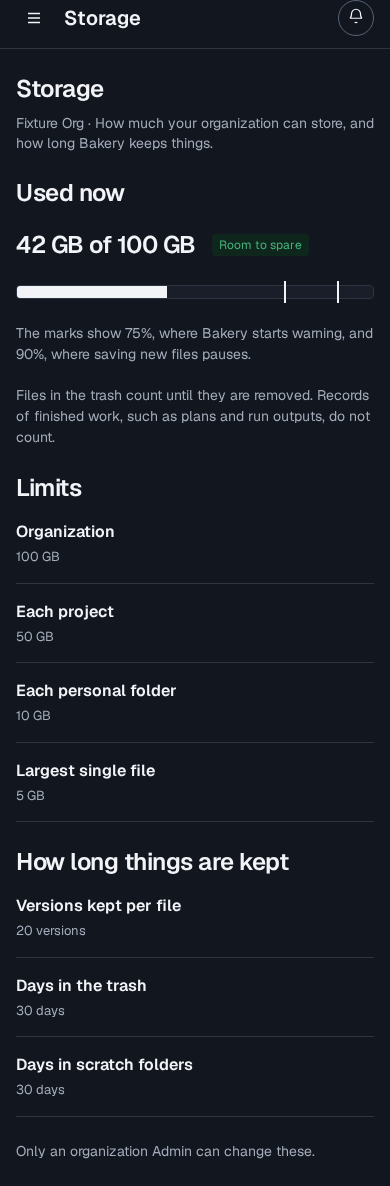 Storage
Storage
Fixture Org · How much your organization can store, and
how long Bakery keeps things.
Used now
42 GB of 100 GB
Room to spare
The marks show 75%, where Bakery starts warning, and
90%, where saving new files pauses.
Files in the trash count until they are removed. Records
of finished work, such as plans and run outputs, do not
count.
Limits
Organization
100 GB
Each project
50 GB
Each personal folder
10 GB
Largest single file
5 GB
How long things are kept
Versions kept per file
20 versions
Days in the trash
30 days
Days in scratch folders
30 days
Only an organization Admin can change these.